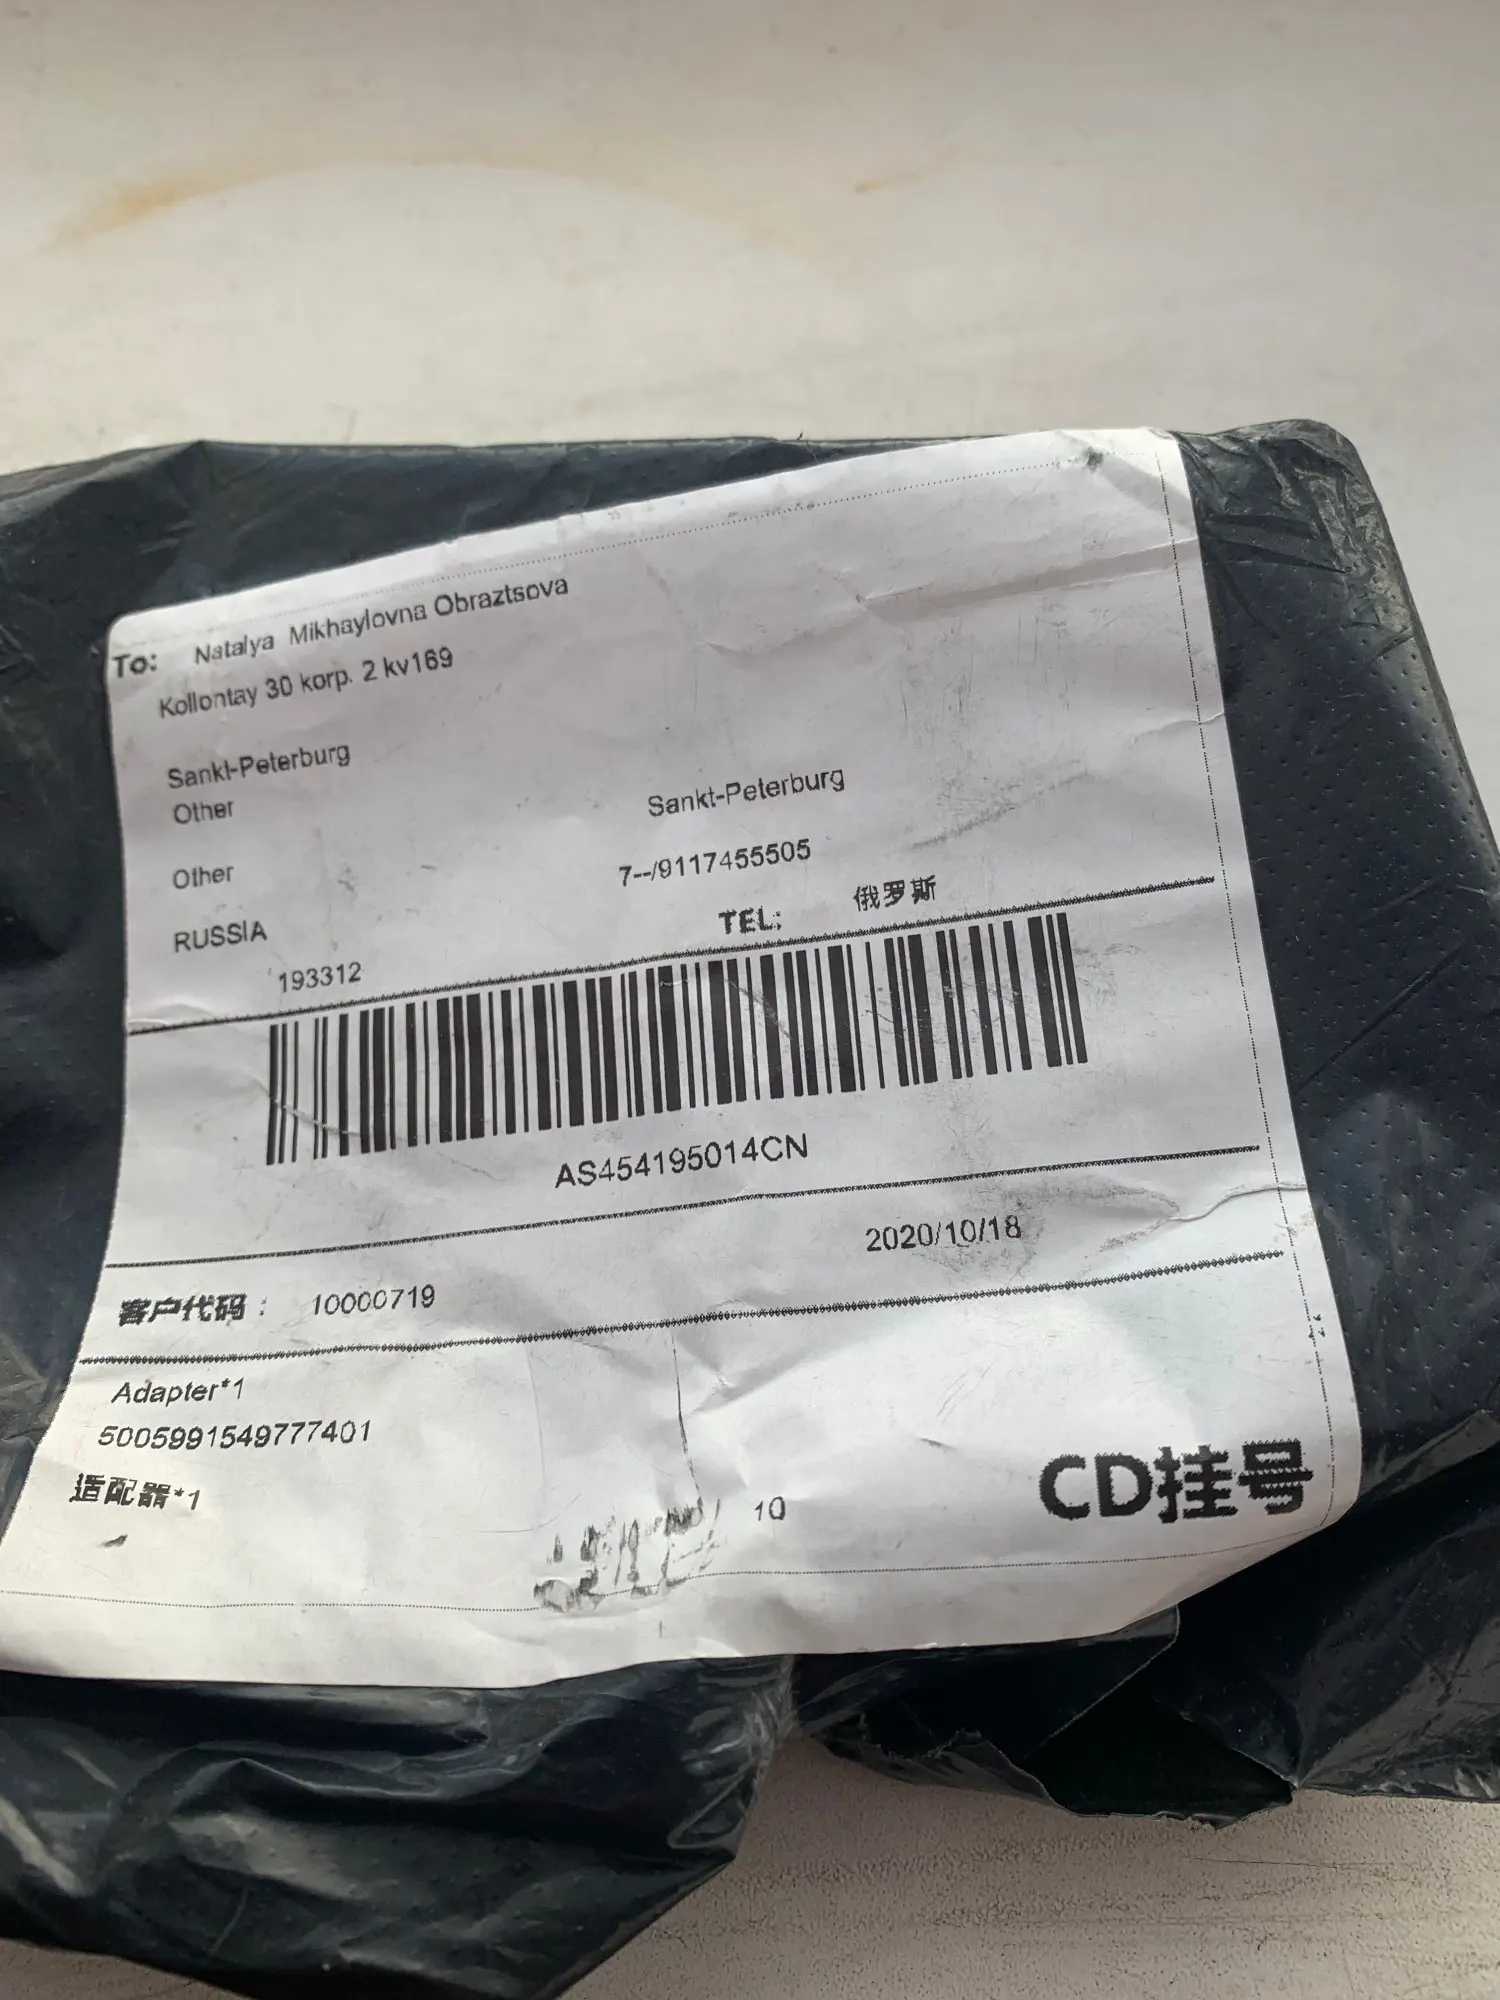 To: Natalya Mikhaylovna Obraztsova
Kollontay 30 korp. 2 kv169
Sankt-Peterburg
Other Sankt-Peterburg
Other 7--/9117455505
RUSSIA TEL: 俄罗斯
193312
AS454195014CN
2020/10/18
客户代码: 10000719
Adapter*1
5005991549777401
适配器*1
10
CD挂号